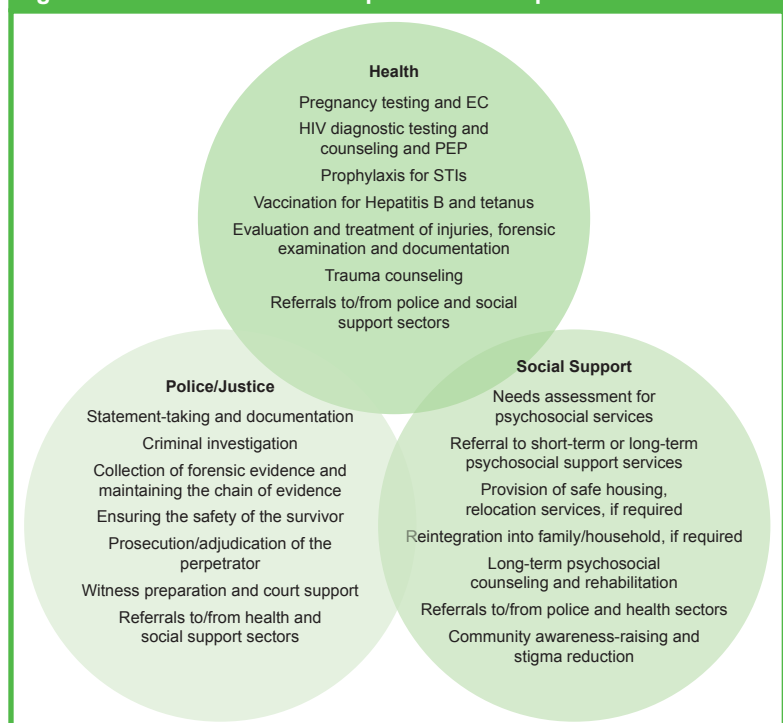 Health
Pregnancy testing and EC
HIV diagnostic testing and
counseling and PEP
Prophylaxis for STIs
Vaccination for Hepatitis B and tetanus
Evaluation and treatment of injuries, forensic
examination and documentation
Trauma counseling
Referrals to/from police and social
support sectors
Police/Justice
Statement-taking and documentation
Criminal investigation
Collection of forensic evidence and
maintaining the chain of evidence
Ensuring the safety of the survivor
Prosecution/adjudication of the
perpetrator
Witness preparation and court support
Referrals to/from health and
social support sectors
Social Support
Needs assessment for
psychosocial services
Referral to short-term or long-term
psychosocial support services
Provision of safe housing,
relocation services, if required
Reintegration into family/household, if required
Long-term psychosocial
counseling and rehabilitation
Referrals to/from police and health sectors
Community awareness-raising and
stigma reduction